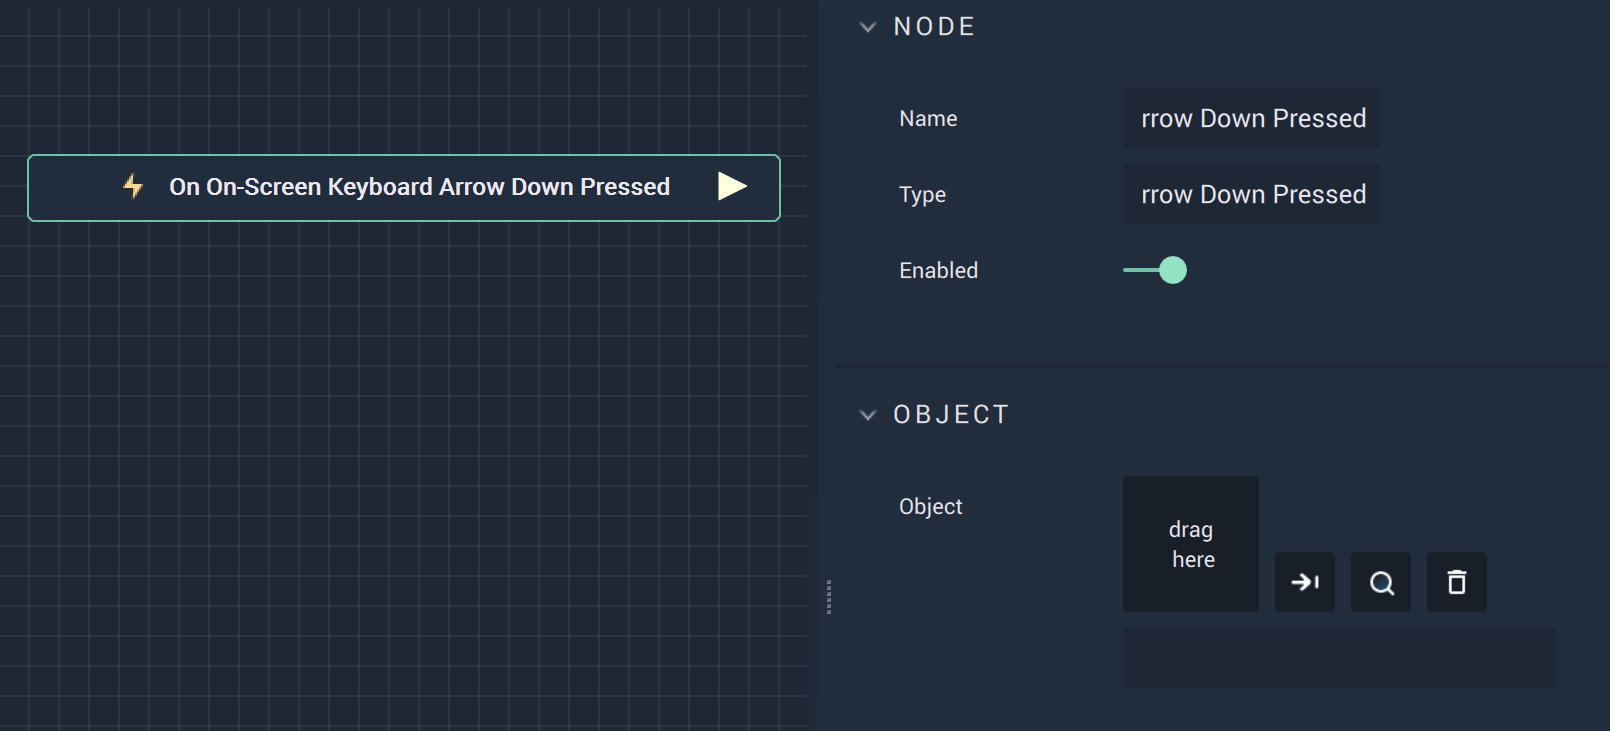 On On-Screen Keyboard Arrow Down Pressed
NODE
Name
rrow Down Pressed
Type
rrow Down Pressed
Enabled
OBJECT
Object
drag
here